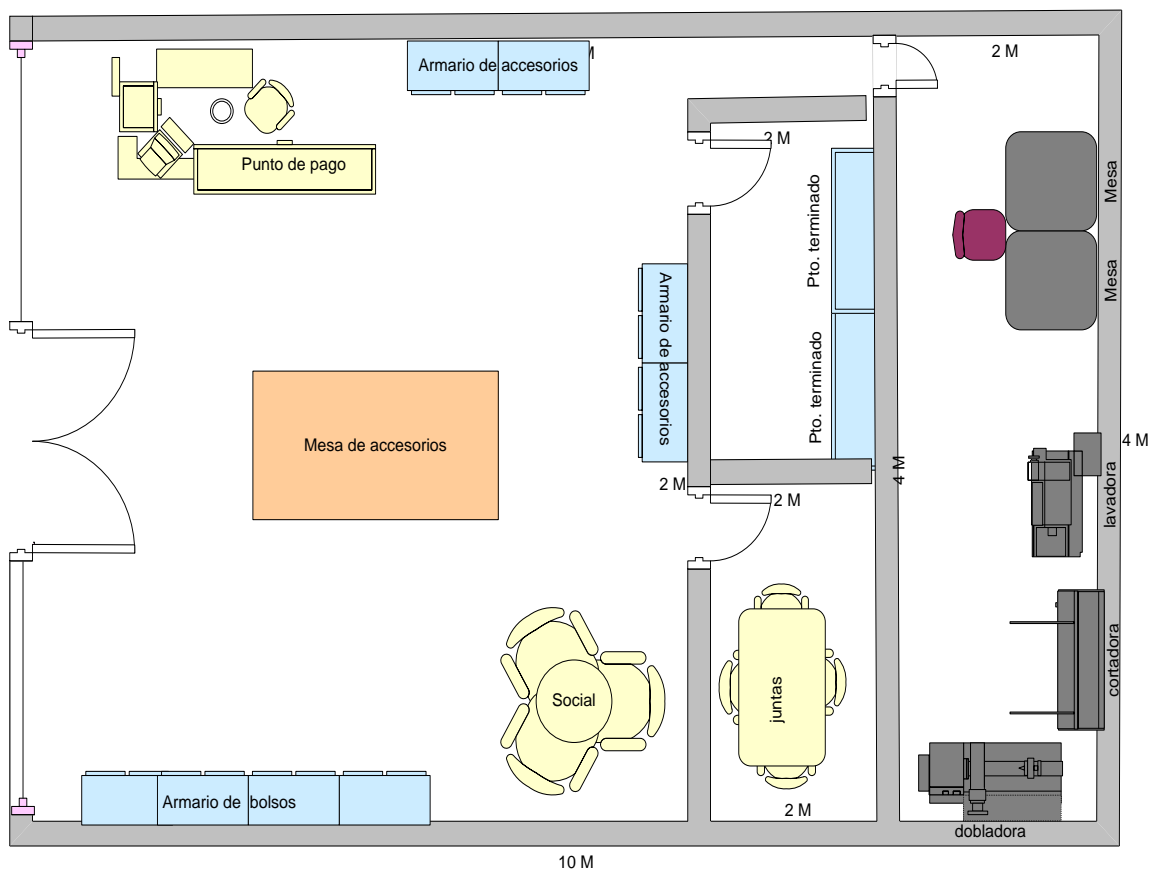 M
2 M
Armario de accesorios
2 M
Punto de pago
Mesa
Pto. terminado
Mesa
Armario de accesorios
Pto. terminado
Mesa de accesorios
4 M
4 M
2 M
2 M
lavadora
cortadora
Social
juntas
Armario de bolsos
2 M
dobladora
10 M